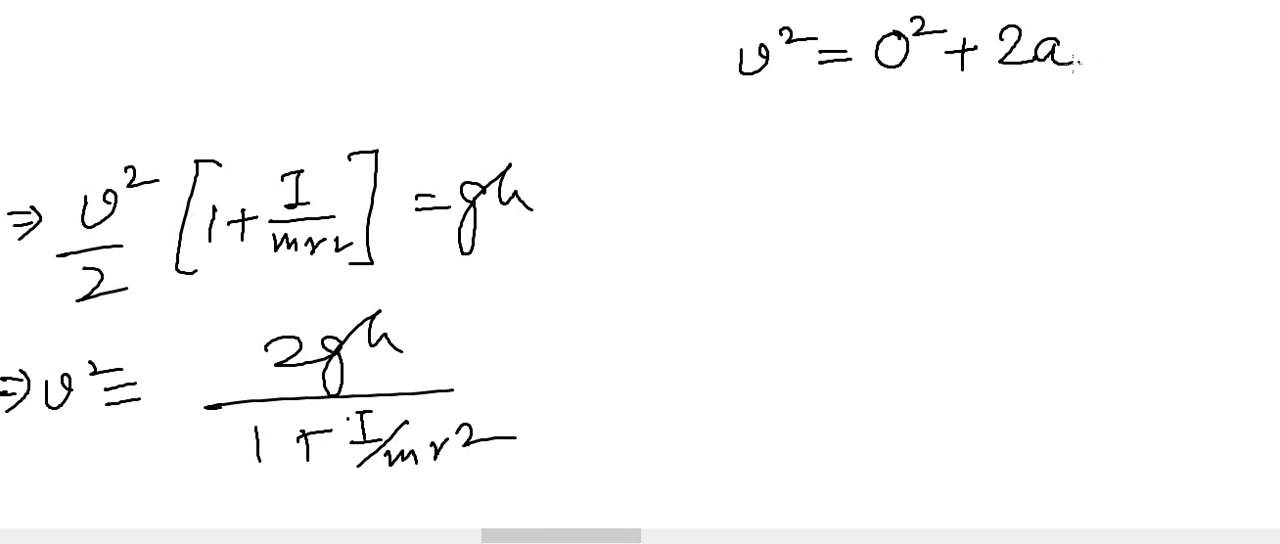 v² = 0² + 2a
⇒ v²/2 [1 + I/mr²] = gh
⇒ v² = 2gh / (1 + I/mr²)